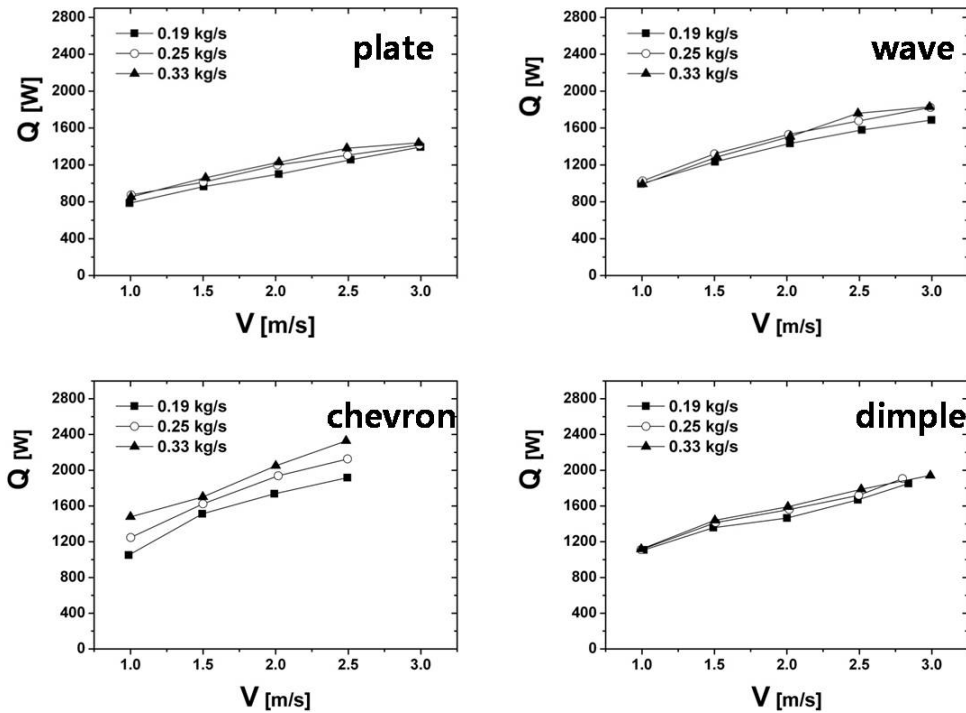 plate
0.19 kg/s
0.25 kg/s
0.33 kg/s
Q [W]
2800
2400
2000
1600
1200
800
400
0
1.0 1.5 2.0 2.5 3.0
V [m/s]
wave
0.19 kg/s
0.25 kg/s
0.33 kg/s
Q [W]
2800
2400
2000
1600
1200
800
400
0
1.0 1.5 2.0 2.5 3.0
V [m/s]
chevron
0.19 kg/s
0.25 kg/s
0.33 kg/s
Q [W]
2800
2400
2000
1600
1200
800
400
0
1.0 1.5 2.0 2.5 3.0
V [m/s]
dimple
0.19 kg/s
0.25 kg/s
0.33 kg/s
Q [W]
2800
2400
2000
1600
1200
800
400
0
1.0 1.5 2.0 2.5 3.0
V [m/s]